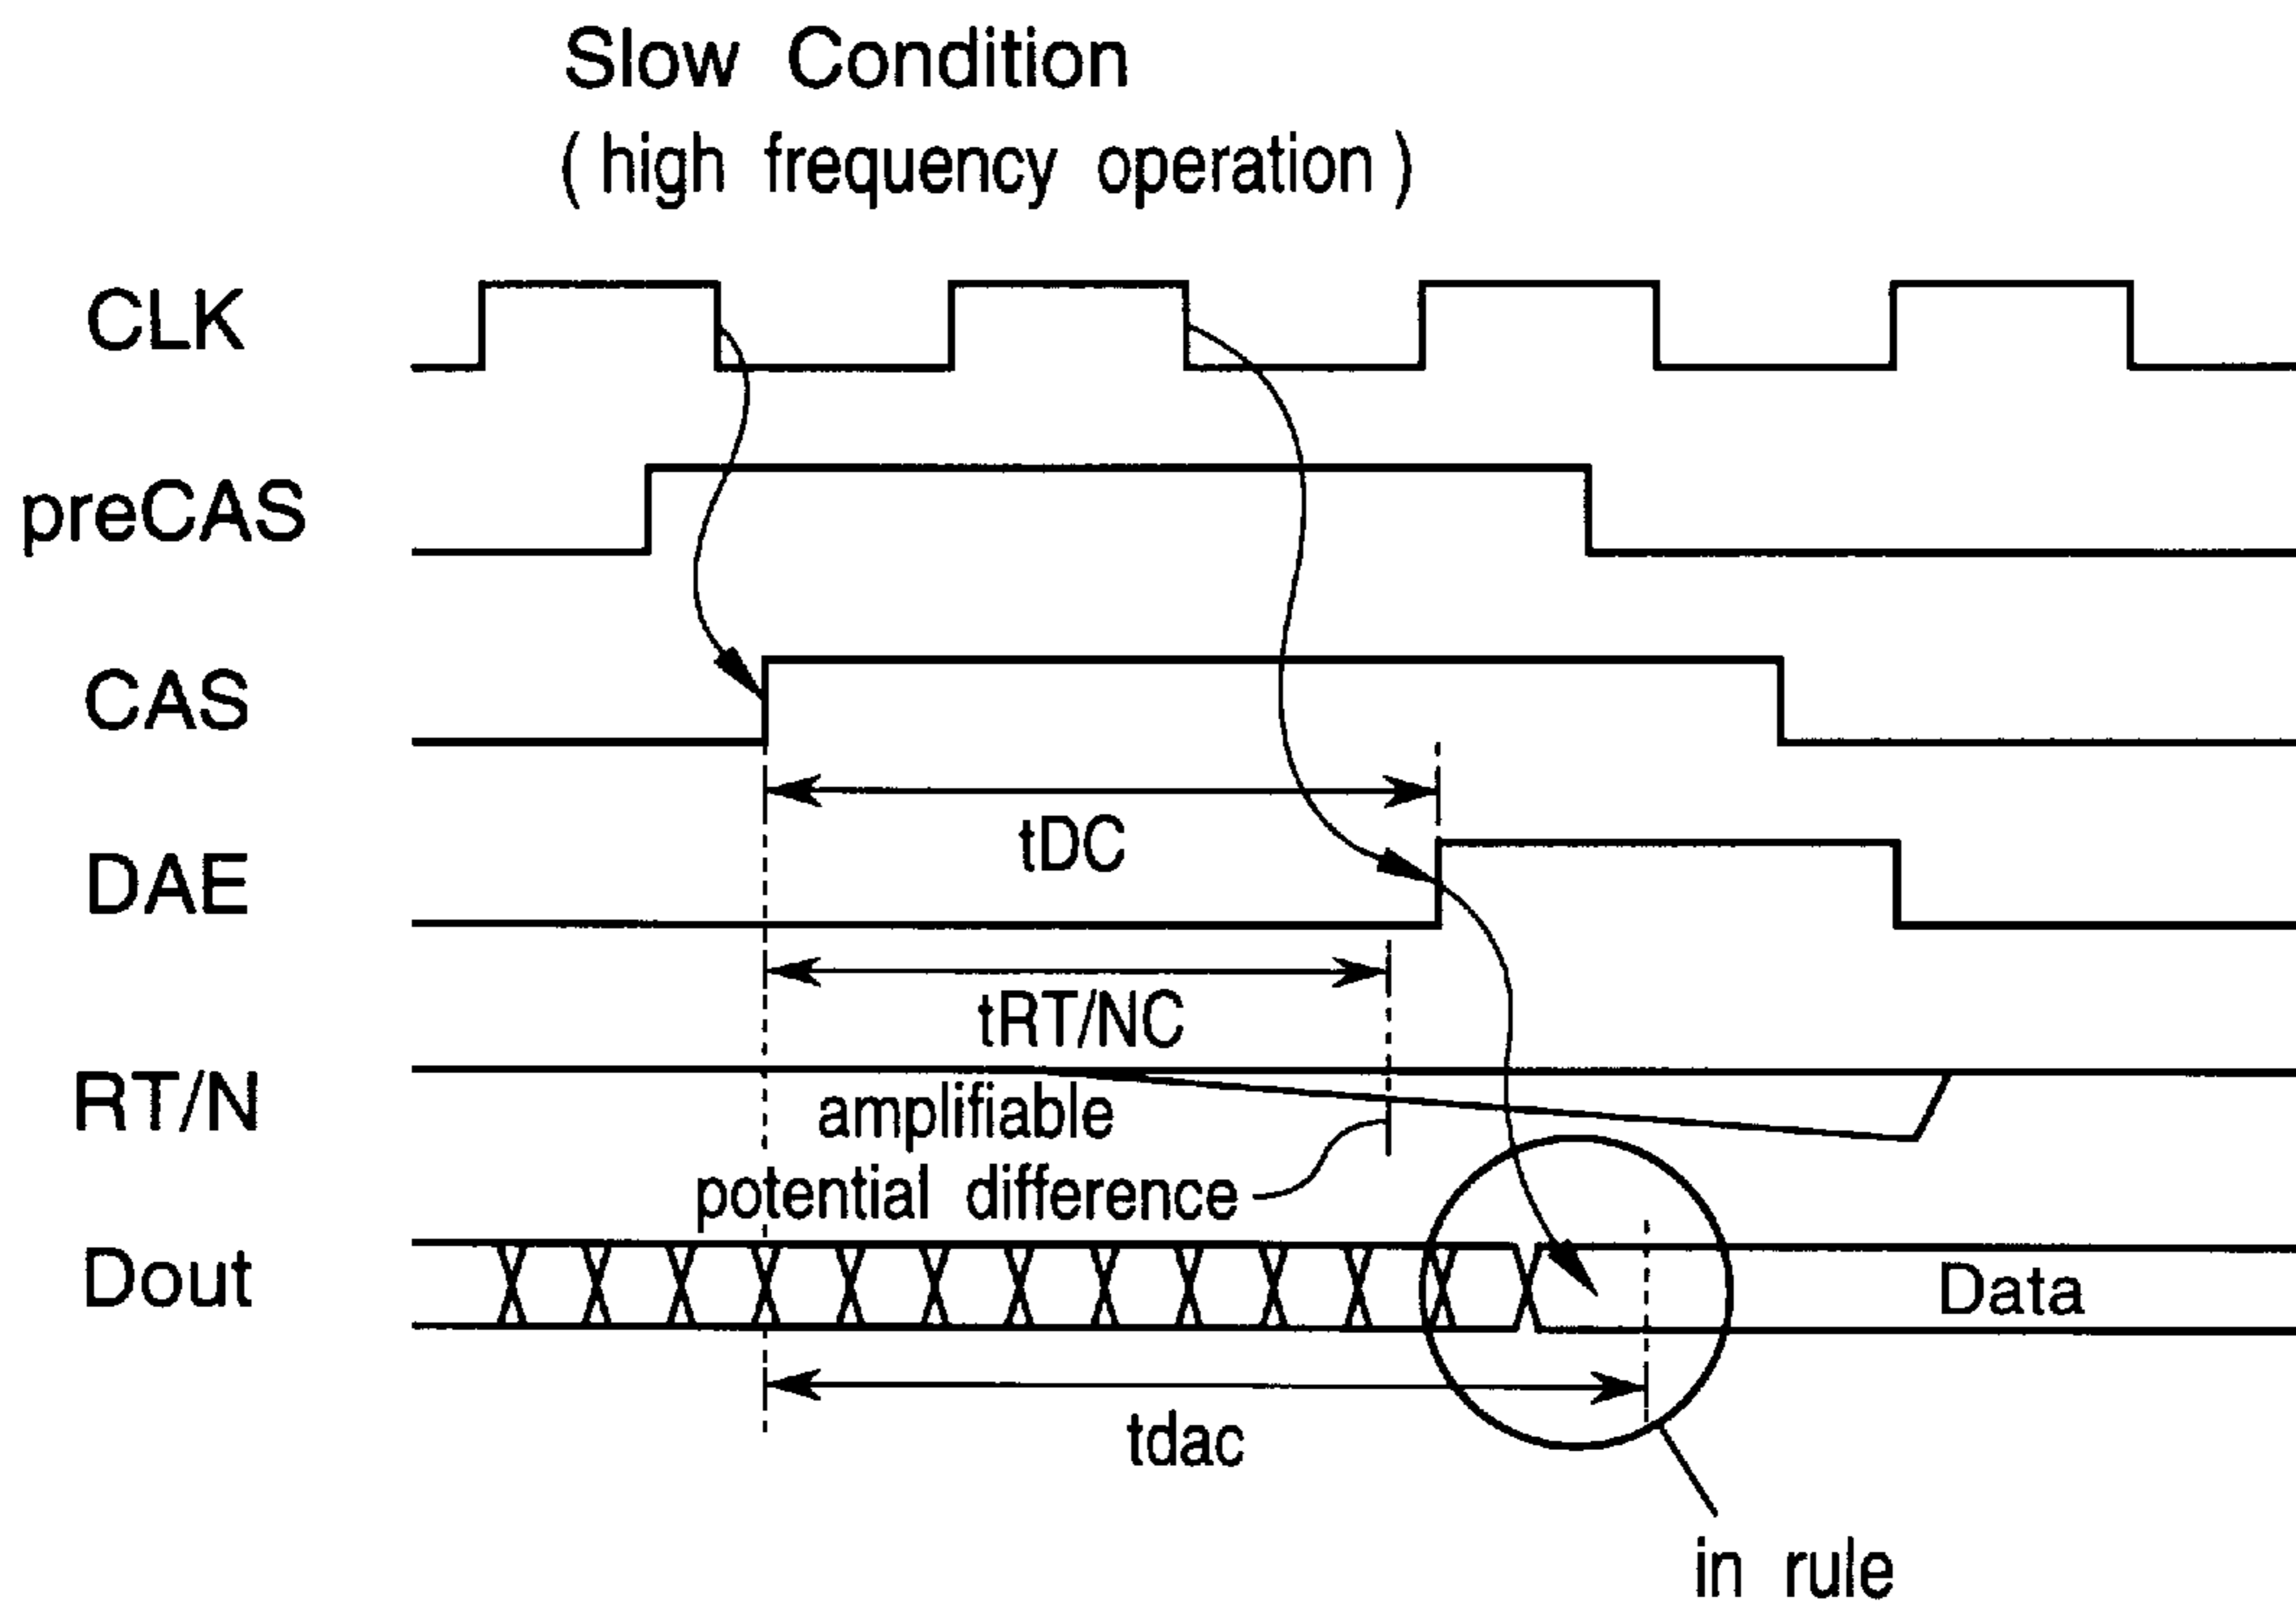 Slow Condition
( high frequency operation )
CLK
preCAS
CAS
tDC
DAE
tRT/NC
RT/N
amplifiable
potential difference
Dout
Data
tdac
in rule